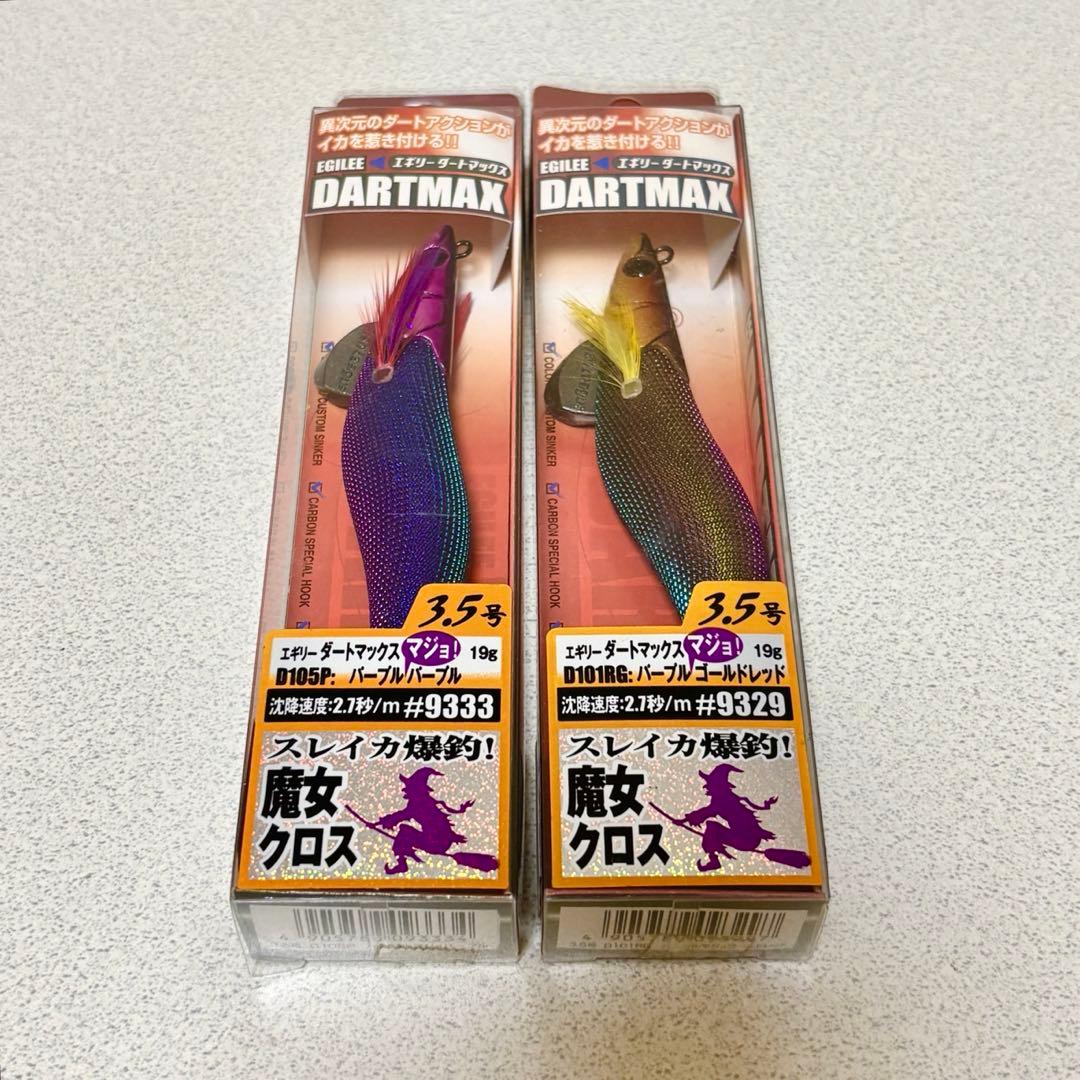 異次元のダートアクションが
イカを惹き付ける!!
EGILEE エギリー ダートマックス
DARTMAX
CUSTOM SINKER
CARBON SPECIAL HOOK
3.5号
エギリー ダートマックス マジョ! 19g
D105P: パープル パープル
沈降速度:2.7秒/m #9333
スレイカ爆釣!
魔女
クロス
異次元のダートアクションが
イカを惹き付ける!!
EGILEE エギリー ダートマックス
DARTMAX
CARBON SPECIAL HOOK
3.5号
エギリー ダートマックス マジョ! 19g
D101RG: パープル ゴールドレッド
沈降速度:2.7秒/m #9329
スレイカ爆釣!
魔女
クロス
3.5号 D101RG